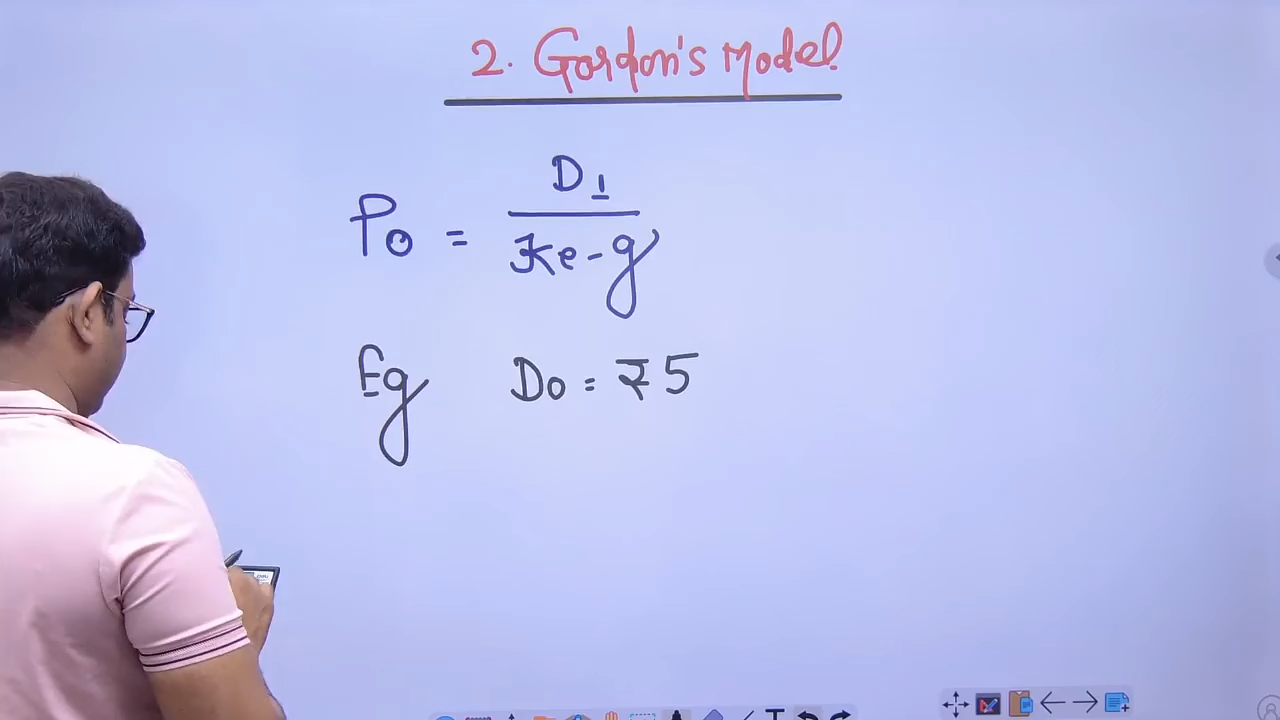 2. Gordon's Model
P0 = D1 / Ke - g
Eg D0 = ₹5